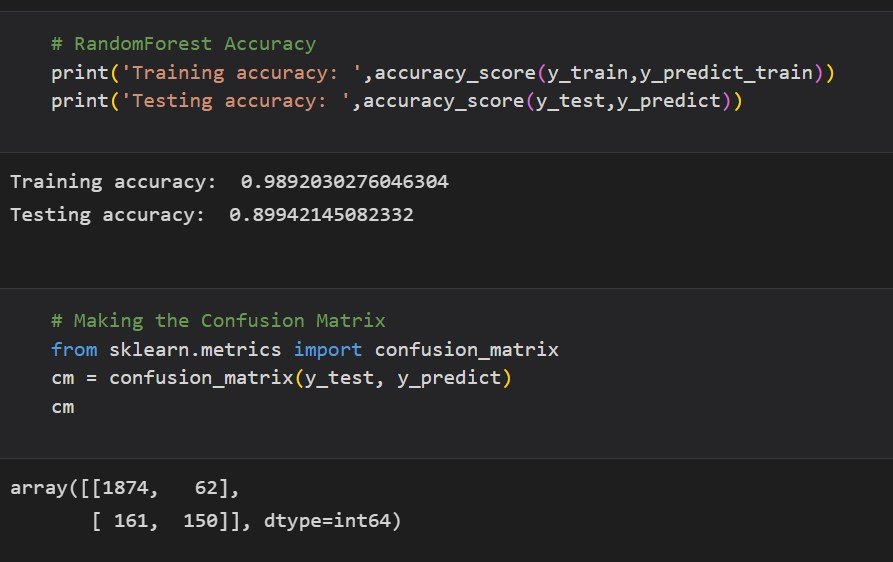 # RandomForest Accuracy
print('Training accuracy: ',accuracy_score(y_train,y_predict_train))
print('Testing accuracy: ',accuracy_score(y_test,y_predict))
Training accuracy:  0.9892030276046304
Testing accuracy:  0.89942145082332
# Making the Confusion Matrix
from sklearn.metrics import confusion_matrix
cm = confusion_matrix(y_test, y_predict)
cm
array([[1874,   62],
       [ 161,  150]], dtype=int64)